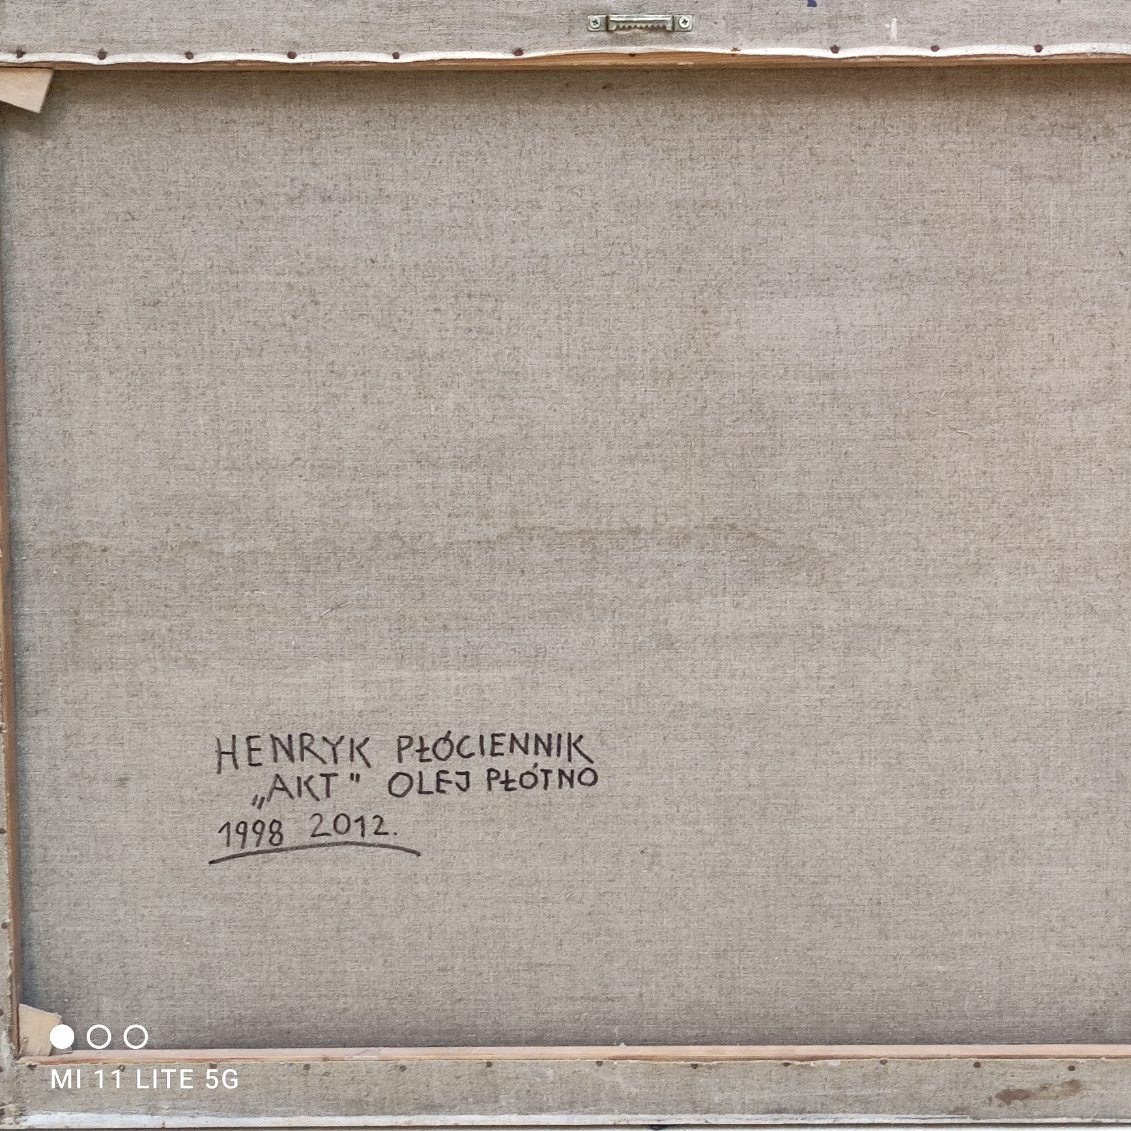 HENRYK PŁÓCIENNIK
„AKT" OLEJ PŁÓTNO
1998 2012.
MI 11 LITE 5G